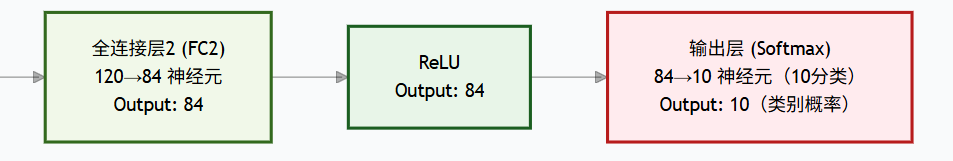 全连接层2 (FC2)
120→84 神经元
Output: 84
ReLU
Output: 84
输出层 (Softmax)
84→10 神经元（10分类）
Output: 10（类别概率）